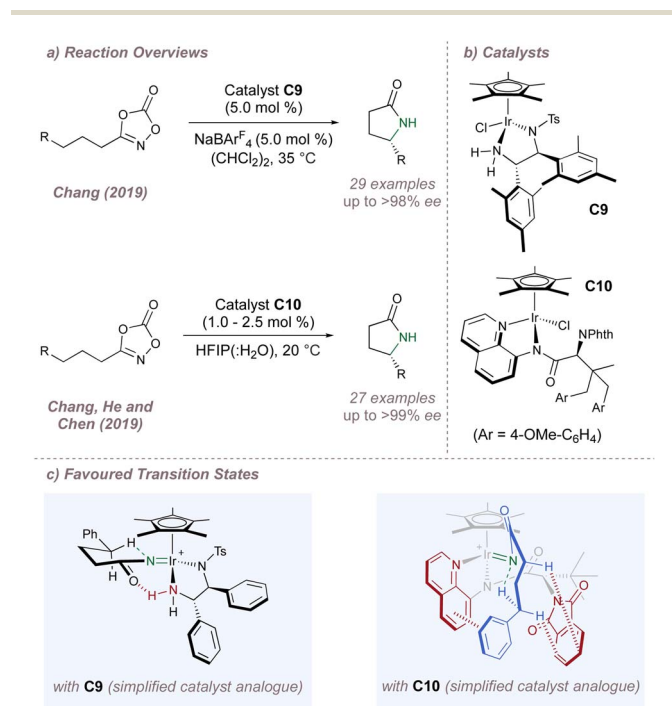 a) Reaction Overviews
b) Catalysts
R
O
O
O
N
Catalyst C9
(5.0 mol %)
NaBArF4 (5.0 mol %)
(CHCl2)2, 35 °C
O
NH
R
Chang (2019)
29 examples
up to >98% ee
Cl
Ir
N
Ts
H
N
H
C9
R
O
O
O
N
Catalyst C10
(1.0 - 2.5 mol %)
HFIP(:H2O), 20 °C
O
NH
R
Chang, He and
Chen (2019)
27 examples
up to >99% ee
C10
Ir
Cl
N
N
NPhth
O
Ar
Ar
(Ar = 4-OMe-C6H4)
c) Favoured Transition States
Ph
H
N
Ir
+
N
Ts
H
O
H
N
H
with C9 (simplified catalyst analogue)
O
+
Ir
N
N
N
H
O
H
H
N
O
O
with C10 (simplified catalyst analogue)